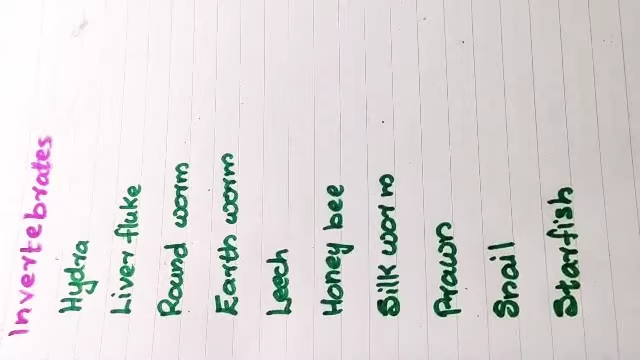 Invertebrates
Hydra
Liver fluke
Round worm
Earth worm
Leech
Honey bee
Silk worm
Prawn
Snail
Starfish